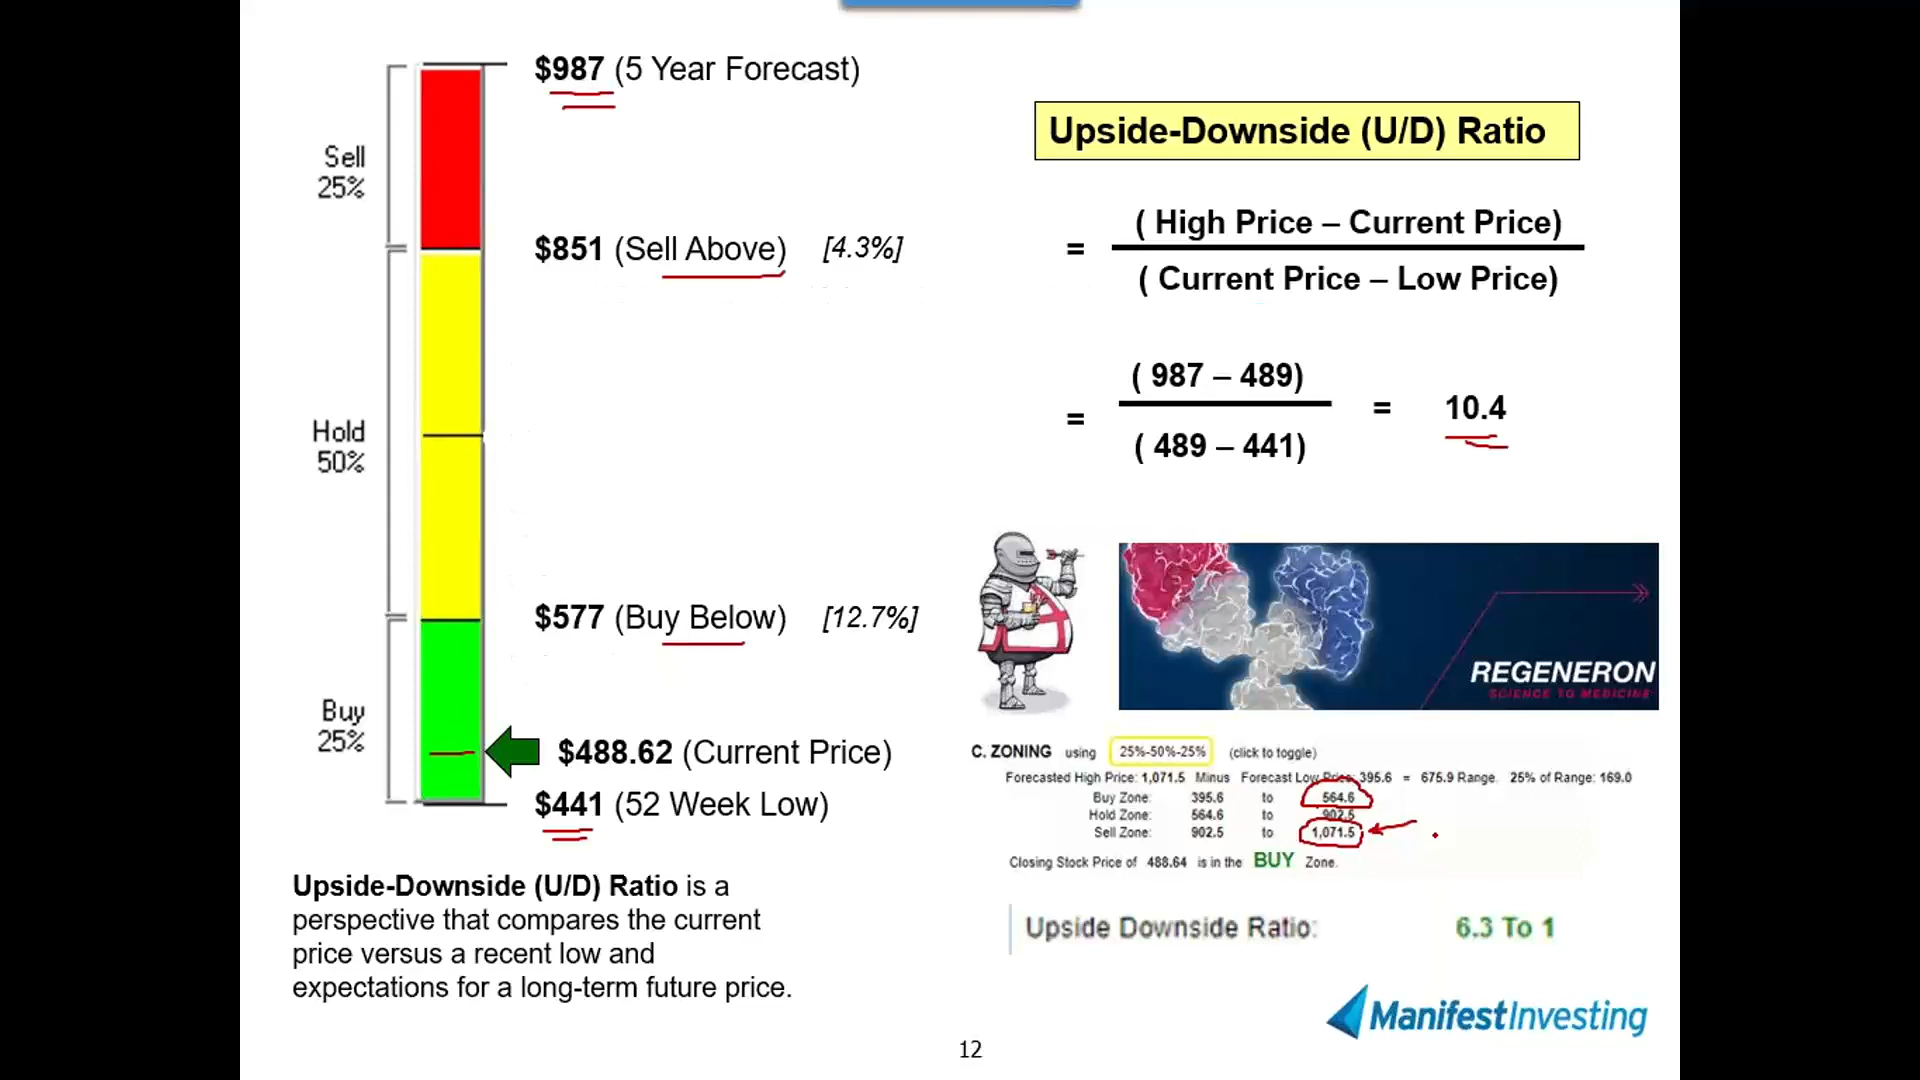 $987 (5 Year Forecast)
Sell
25%
$851 (Sell Above) [4.3%]
Hold
50%
$577 (Buy Below) [12.7%]
Buy
25%
$488.62 (Current Price)
$441 (52 Week Low)
Upside-Downside (U/D) Ratio is a
perspective that compares the current
price versus a recent low and
expectations for a long-term future price.
Upside-Downside (U/D) Ratio
( High Price – Current Price)
=
( Current Price – Low Price)
( 987 – 489)
= = 10.4
( 489 – 441)
REGENERON
SCIENCE TO MEDICINE
C. ZONING using 25%-50%-25% (click to toggle)
Forecasted High Price: 1,071.5 Minus Forecast Low Price: 395.6 = 675.9 Range. 25% of Range: 169.0
Buy Zone: 395.6 to 564.6
Hold Zone: 564.6 to 902.5
Sell Zone: 902.5 to 1,071.5
Closing Stock Price of 488.64 is in the BUY Zone.
Upside Downside Ratio: 6.3 To 1
ManifestInvesting
12